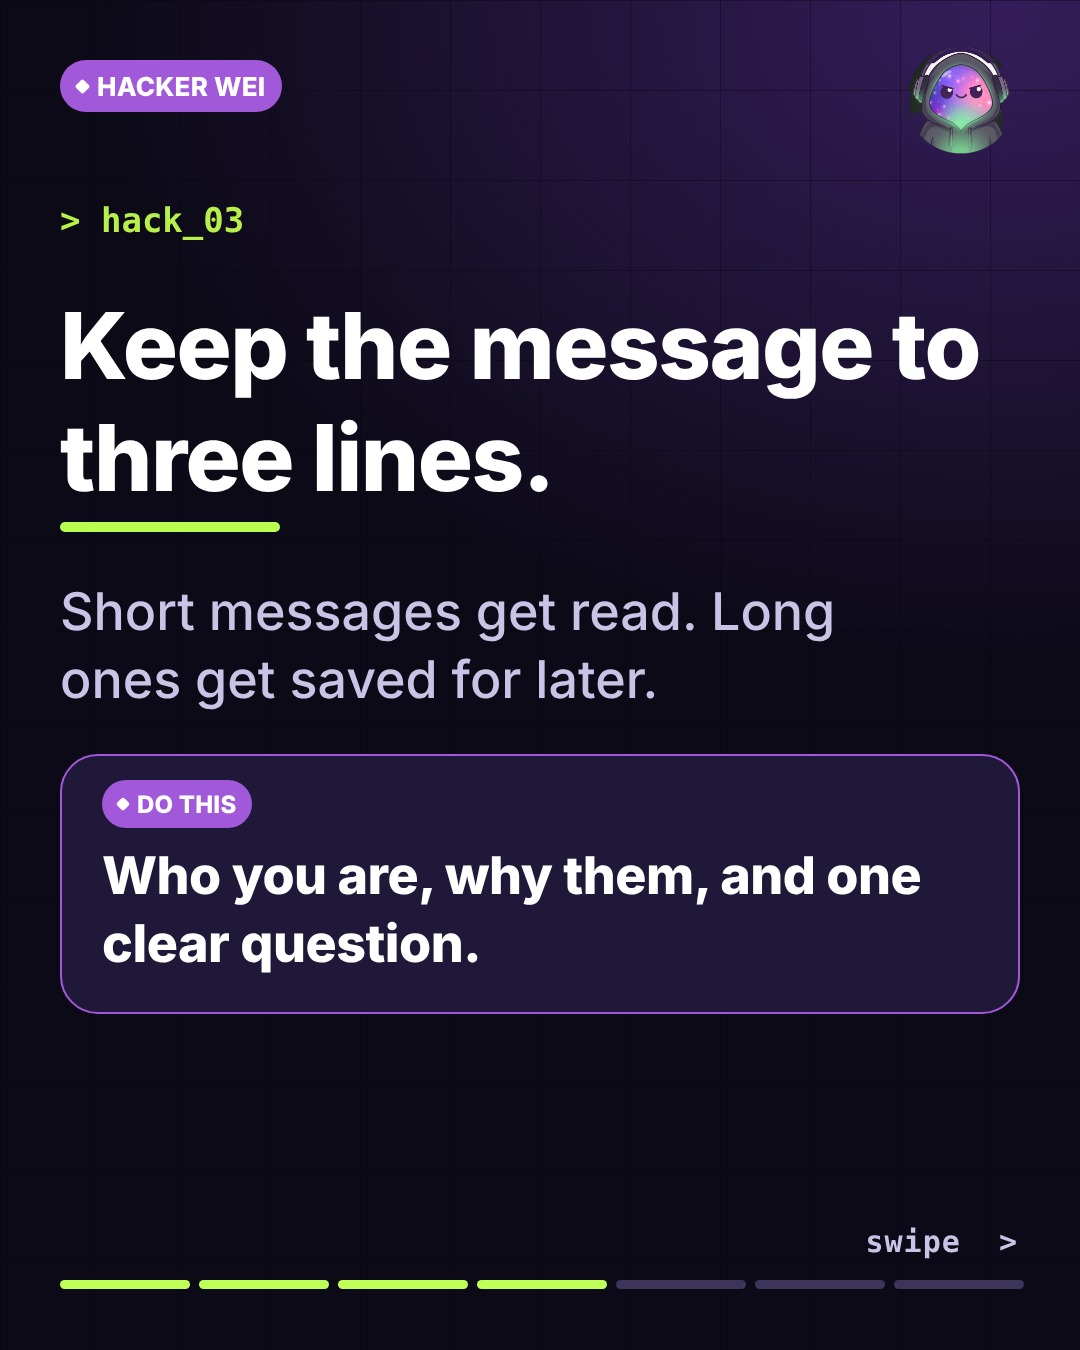 HACKER WEI
> hack_03
Keep the message to
three lines.
Short messages get read. Long
ones get saved for later.
DO THIS
Who you are, why them, and one
clear question.
swipe >